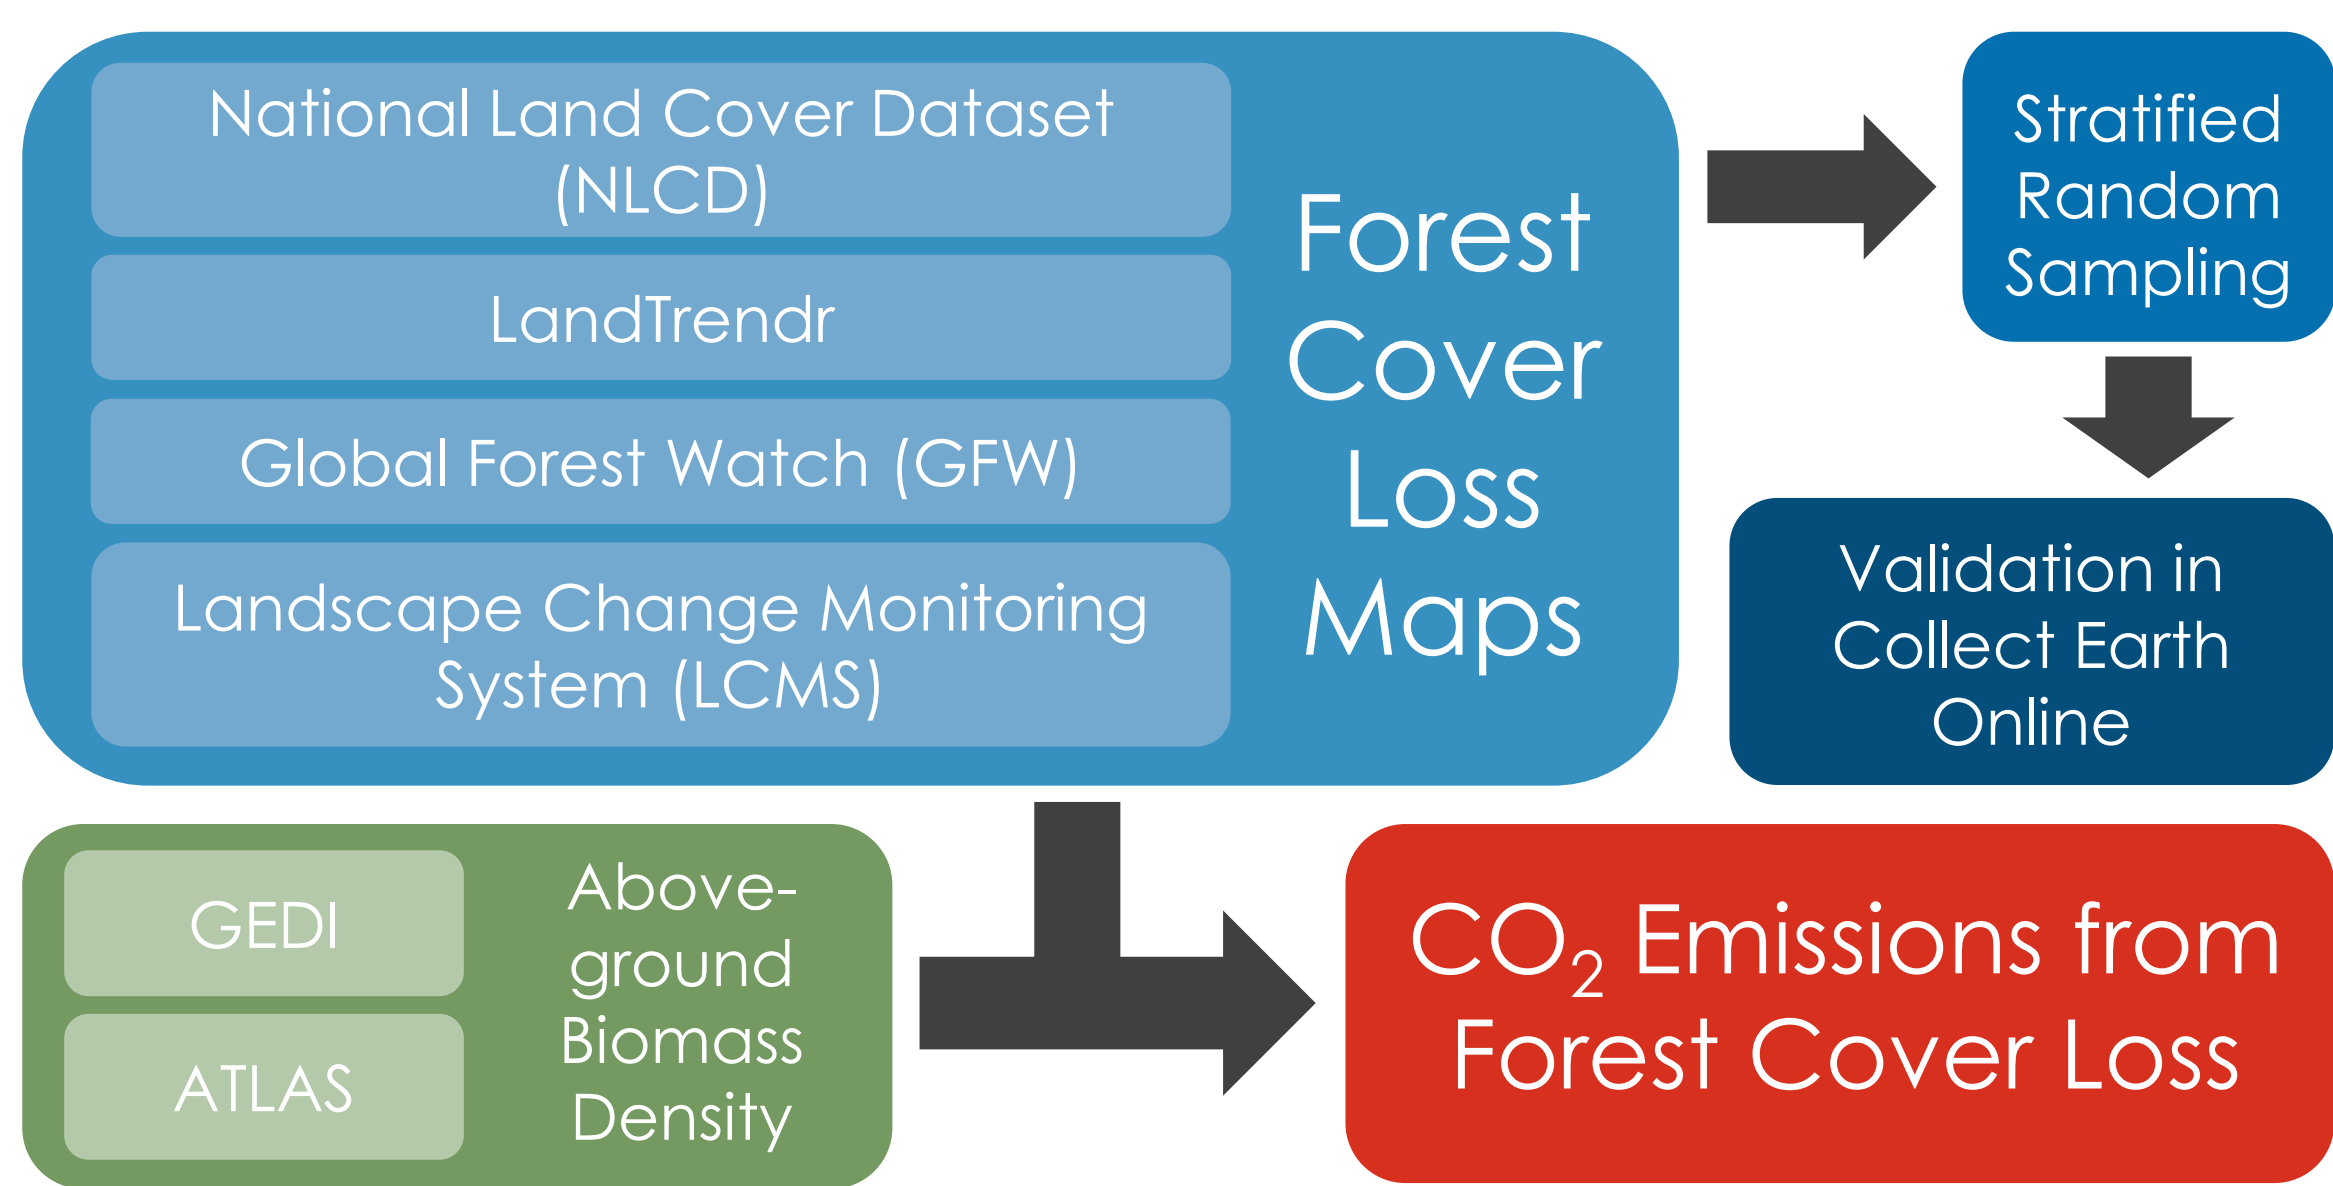 National Land Cover Dataset
(NLCD)
LandTrendr
Global Forest Watch (GFW)
Landscape Change Monitoring
System (LCMS)
Forest
Cover
Loss
Maps
Stratified
Random
Sampling
Validation in
Collect Earth
Online
GEDI
ATLAS
Above-
ground
Biomass
Density
CO₂ Emissions from
Forest Cover Loss